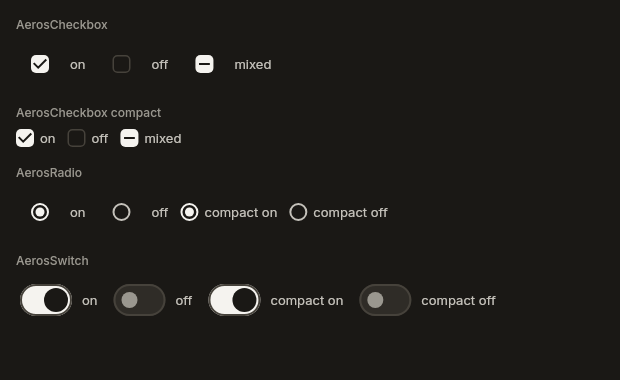 AerosCheckbox
on off mixed
AerosCheckbox compact
on off mixed
AerosRadio
on off compact on compact off
AerosSwitch
on off compact on compact off